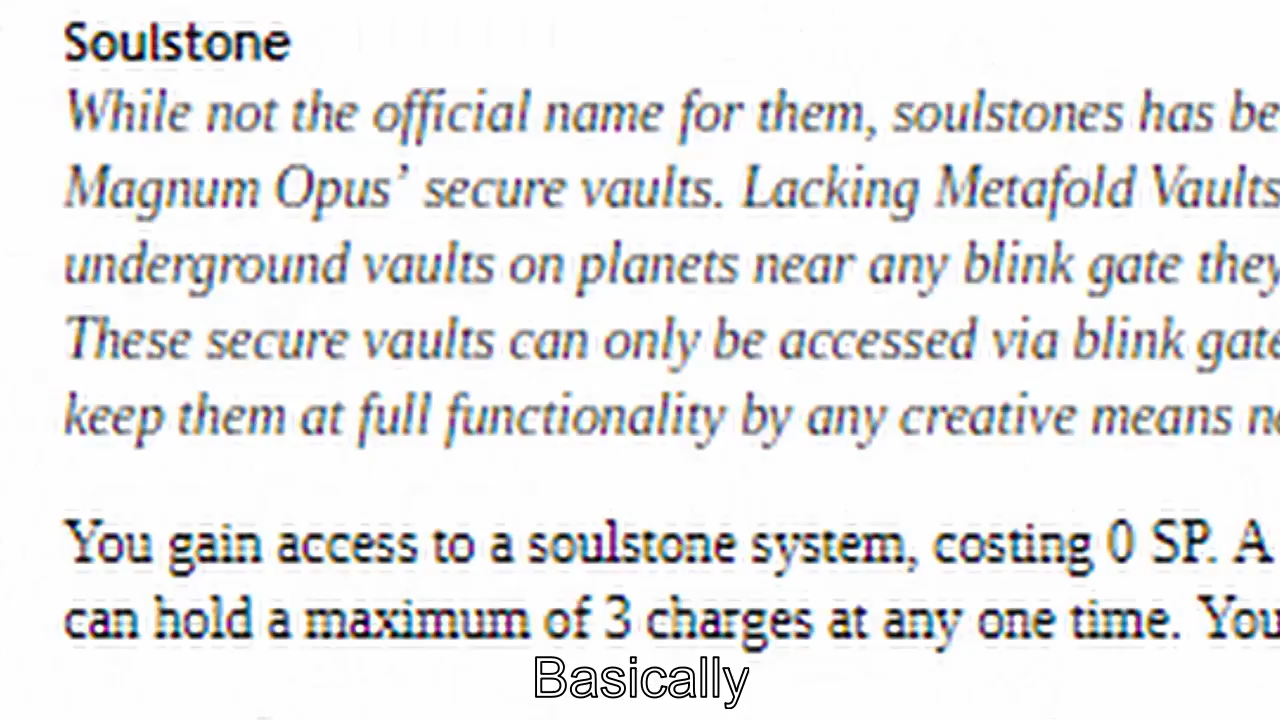 Soulstone
While not the official name for them, soulstones has be
Magnum Opus’ secure vaults. Lacking Metafold Vaults
underground vaults on planets near any blink gate they
These secure vaults can only be accessed via blink gate
keep them at full functionality by any creative means
You gain access to a soulstone system, costing 0 SP. A
can hold a maximum of 3 charges at any one time. You
Basically